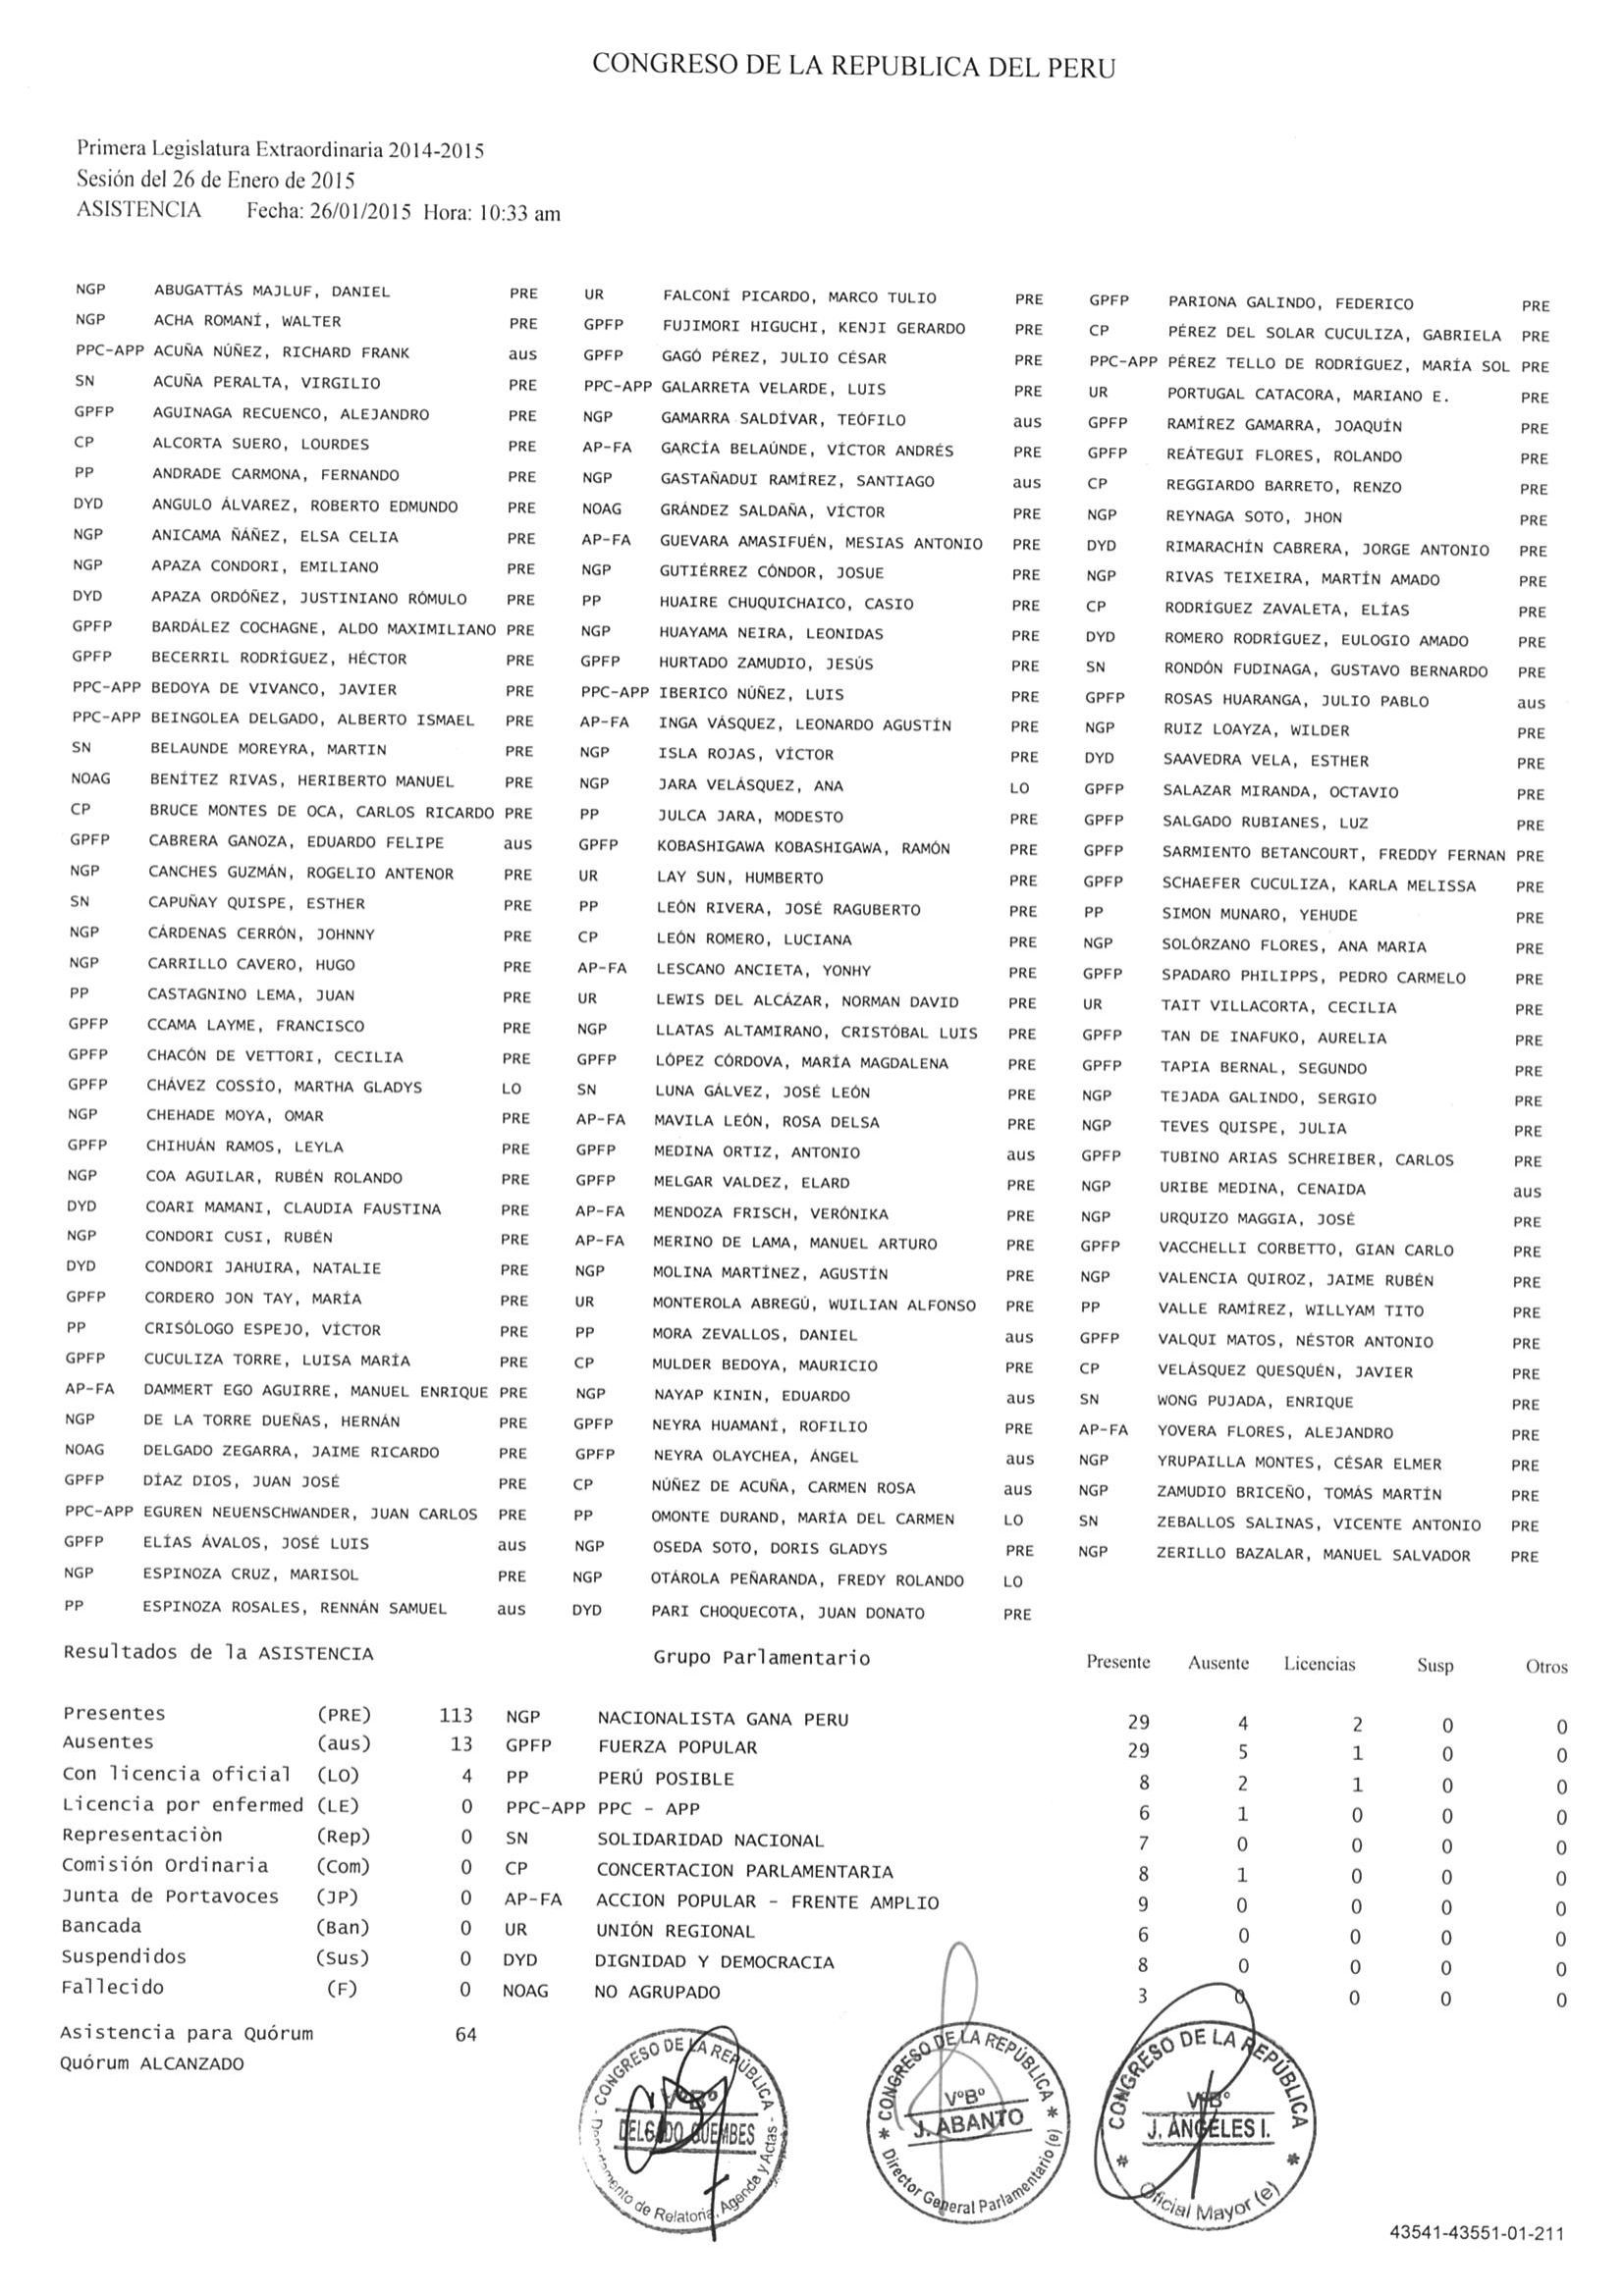 CONGRESO DE LA REPUBLICA DEL PERU
Primera Legislatura Extraordinaria 2014-2015
Sesión del 26 de Enero de 2015
ASISTENCIA Fecha: 26/01/2015 Hora: 10:33 am
NGP ABUGATTÁS MAJLUF, DANIEL PRE UR FALCONÍ PICARDO, MARCO TULIO PRE GPFP PARIONA GALINDO, FEDERICO PRE
NGP ACHA ROMANÍ, WALTER PRE GPFP FUJIMORI HIGUCHI, KENJI GERARDO PRE CP PÉREZ DEL SOLAR CUCULIZA, GABRIELA PRE
PPC-APP ACUÑA NÚÑEZ, RICHARD FRANK aus GPFP GAGÓ PÉREZ, JULIO CÉSAR PRE PPC-APP PÉREZ TELLO DE RODRÍGUEZ, MARÍA SOL PRE
SN ACUÑA PERALTA, VIRGILIO PRE PPC-APP GALARRETA VELARDE, LUIS PRE UR PORTUGAL CATACORA, MARIANO E. PRE
GPFP AGUINAGA RECUENCO, ALEJANDRO PRE NGP GAMARRA SALDÍVAR, TEÓFILO aus GPFP RAMÍREZ GAMARRA, JOAQUÍN PRE
CP ALCORTA SUERO, LOURDES PRE AP-FA GARCÍA BELAÚNDE, VÍCTOR ANDRÉS PRE GPFP REÁTEGUI FLORES, ROLANDO PRE
PP ANDRADE CARMONA, FERNANDO PRE NGP GASTAÑADUI RAMÍREZ, SANTIAGO aus CP REGGIARDO BARRETO, RENZO PRE
DYD ANGULO ÁLVAREZ, ROBERTO EDMUNDO PRE NOAG GRÁNDEZ SALDAÑA, VÍCTOR PRE NGP REYNAGA SOTO, JHON PRE
NGP ANICAMA ÑÁÑEZ, ELSA CELIA PRE AP-FA GUEVARA AMASIFUÉN, MESIAS ANTONIO PRE DYD RIMARACHÍN CABRERA, JORGE ANTONIO PRE
NGP APAZA CONDORI, EMILIANO PRE NGP GUTIÉRREZ CÓNDOR, JOSUE PRE NGP RIVAS TEIXEIRA, MARTÍN AMADO PRE
DYD APAZA ORDÓÑEZ, JUSTINIANO RÓMULO PRE PP HUAIRE CHUQUICHAICO, CASIO PRE CP RODRÍGUEZ ZAVALETA, ELÍAS PRE
GPFP BARDÁLEZ COCHAGNE, ALDO MAXIMILIANO PRE NGP HUAYAMA NEIRA, LEONIDAS PRE DYD ROMERO RODRÍGUEZ, EULOGIO AMADO PRE
GPFP BECERRIL RODRÍGUEZ, HÉCTOR PRE GPFP HURTADO ZAMUDIO, JESÚS PRE SN RONDÓN FUDINAGA, GUSTAVO BERNARDO PRE
PPC-APP BEDOYA DE VIVANCO, JAVIER PRE PPC-APP IBERICO NÚÑEZ, LUIS PRE GPFP ROSAS HUARANGA, JULIO PABLO aus
PPC-APP BEINGOLEA DELGADO, ALBERTO ISMAEL PRE AP-FA INGA VÁSQUEZ, LEONARDO AGUSTÍN PRE NGP RUIZ LOAYZA, WILDER PRE
SN BELAUNDE MOREYRA, MARTIN PRE NGP ISLA ROJAS, VÍCTOR PRE DYD SAAVEDRA VELA, ESTHER PRE
NOAG BENÍTEZ RIVAS, HERIBERTO MANUEL PRE NGP JARA VELÁSQUEZ, ANA LO GPFP SALAZAR MIRANDA, OCTAVIO PRE
CP BRUCE MONTES DE OCA, CARLOS RICARDO PRE PP JULCA JARA, MODESTO PRE GPFP SALGADO RUBIANES, LUZ PRE
GPFP CABRERA GANOZA, EDUARDO FELIPE aus GPFP KOBASHIGAWA KOBASHIGAWA, RAMÓN PRE GPFP SARMIENTO BETANCOURT, FREDDY FERNAN PRE
NGP CANCHES GUZMÁN, ROGELIO ANTENOR PRE UR LAY SUN, HUMBERTO PRE GPFP SCHAEFER CUCULIZA, KARLA MELISSA PRE
SN CAPUÑAY QUISPE, ESTHER PRE PP LEÓN RIVERA, JOSÉ RAGUBERTO PRE PP SIMON MUNARO, YEHUDE PRE
NGP CÁRDENAS CERRÓN, JOHNNY PRE CP LEÓN ROMERO, LUCIANA PRE NGP SOLÓRZANO FLORES, ANA MARIA PRE
NGP CARRILLO CAVERO, HUGO PRE AP-FA LESCANO ANCIETA, YONHY PRE GPFP SPADARO PHILIPPS, PEDRO CARMELO PRE
PP CASTAGNINO LEMA, JUAN PRE UR LEWIS DEL ALCÁZAR, NORMAN DAVID PRE UR TAIT VILLACORTA, CECILIA PRE
GPFP CCAMA LAYME, FRANCISCO PRE NGP LLATAS ALTAMIRANO, CRISTÓBAL LUIS PRE GPFP TAN DE INAFUKO, AURELIA PRE
GPFP CHACÓN DE VETTORI, CECILIA PRE GPFP LÓPEZ CÓRDOVA, MARÍA MAGDALENA PRE GPFP TAPIA BERNAL, SEGUNDO PRE
GPFP CHÁVEZ COSSÍO, MARTHA GLADYS LO SN LUNA GÁLVEZ, JOSÉ LEÓN PRE NGP TEJADA GALINDO, SERGIO PRE
NGP CHEHADE MOYA, OMAR PRE AP-FA MAVILA LEÓN, ROSA DELSA PRE NGP TEVES QUISPE, JULIA PRE
GPFP CHIHUÁN RAMOS, LEYLA PRE GPFP MEDINA ORTIZ, ANTONIO aus GPFP TUBINO ARIAS SCHREIBER, CARLOS PRE
NGP COA AGUILAR, RUBÉN ROLANDO PRE GPFP MELGAR VALDEZ, ELARD PRE NGP URIBE MEDINA, CENAIDA aus
DYD COARI MAMANI, CLAUDIA FAUSTINA PRE AP-FA MENDOZA FRISCH, VERÓNIKA PRE NGP URQUIZO MAGGIA, JOSÉ PRE
NGP CONDORI CUSI, RUBÉN PRE AP-FA MERINO DE LAMA, MANUEL ARTURO PRE GPFP VACCHELLI CORBETTO, GIAN CARLO PRE
DYD CONDORI JAHUIRA, NATALIE PRE NGP MOLINA MARTÍNEZ, AGUSTÍN PRE NGP VALENCIA QUIROZ, JAIME RUBÉN PRE
GPFP CORDERO JON TAY, MARÍA PRE UR MONTEROLA ABREGÚ, WUILIAN ALFONSO PRE PP VALLE RAMÍREZ, WILLYAM TITO PRE
PP CRISÓLOGO ESPEJO, VÍCTOR PRE PP MORA ZEVALLOS, DANIEL aus GPFP VALQUI MATOS, NÉSTOR ANTONIO PRE
GPFP CUCULIZA TORRE, LUISA MARÍA PRE CP MULDER BEDOYA, MAURICIO PRE CP VELÁSQUEZ QUESQUÉN, JAVIER PRE
AP-FA DAMMERT EGO AGUIRRE, MANUEL ENRIQUE PRE NGP NAYAP KININ, EDUARDO aus SN WONG PUJADA, ENRIQUE PRE
NGP DE LA TORRE DUEÑAS, HERNÁN PRE GPFP NEYRA HUAMANÍ, ROFILIO PRE AP-FA YOVERA FLORES, ALEJANDRO PRE
NOAG DELGADO ZEGARRA, JAIME RICARDO PRE GPFP NEYRA OLAYCHEA, ÁNGEL aus NGP YRUPAILLA MONTES, CÉSAR ELMER PRE
GPFP DÍAZ DIOS, JUAN JOSÉ PRE CP NÚÑEZ DE ACUÑA, CARMEN ROSA aus NGP ZAMUDIO BRICEÑO, TOMÁS MARTÍN PRE
PPC-APP EGUREN NEUENSCHWANDER, JUAN CARLOS PRE PP OMONTE DURAND, MARÍA DEL CARMEN LO SN ZEBALLOS SALINAS, VICENTE ANTONIO PRE
GPFP ELÍAS ÁVALOS, JOSÉ LUIS aus NGP OSEDA SOTO, DORIS GLADYS PRE NGP ZERILLO BAZALAR, MANUEL SALVADOR PRE
NGP ESPINOZA CRUZ, MARISOL PRE NGP OTÁROLA PEÑARANDA, FREDY ROLANDO LO
PP ESPINOZA ROSALES, RENNÁN SAMUEL aus DYD PARI CHOQUECOTA, JUAN DONATO PRE
Resultados de la ASISTENCIA Grupo Parlamentario Presente Ausente Licencias Susp Otros
Presentes (PRE) 113 NGP NACIONALISTA GANA PERU 29 4 2 0 0
Ausentes (aus) 13 GPFP FUERZA POPULAR 29 5 1 0 0
Con licencia oficial (LO) 4 PP PERÚ POSIBLE 8 2 1 0 0
Licencia por enfermed (LE) 0 PPC-APP PPC - APP 6 1 0 0 0
Representaciòn (Rep) 0 SN SOLIDARIDAD NACIONAL 7 0 0 0 0
Comisión Ordinaria (Com) 0 CP CONCERTACION PARLAMENTARIA 8 1 0 0 0
Junta de Portavoces (JP) 0 AP-FA ACCION POPULAR - FRENTE AMPLIO 9 0 0 0 0
Bancada (Ban) 0 UR UNIÓN REGIONAL 6 0 0 0 0
Suspendidos (Sus) 0 DYD DIGNIDAD Y DEMOCRACIA 8 0 0 0 0
Fallecido (F) 0 NOAG NO AGRUPADO 3 0 0 0 0
Asistencia para Quórum 64
Quórum ALCANZADO
CONGRESO DE LA REPÚBLICA
VºBº
DELGADO GUEMBES
Departamento de Relatoria, Agenda y Actas
CONGRESO DE LA REPÚBLICA
VºBº
J. ABANTO
Director General Parlamentario (e)
CONGRESO DE LA REPÚBLICA
VºBº
J. ANGELES I.
Oficial Mayor (e)
43541-43551-01-211